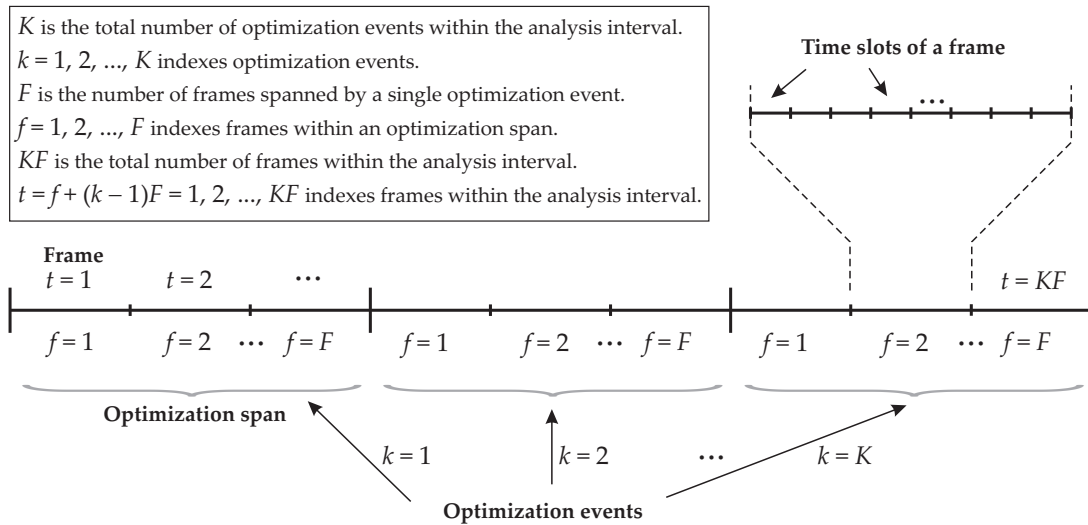 K is the total number of optimization events within the analysis interval.
k = 1, 2, ..., K indexes optimization events.
F is the number of frames spanned by a single optimization event.
f = 1, 2, ..., F indexes frames within an optimization span.
KF is the total number of frames within the analysis interval.
t = f + (k – 1)F = 1, 2, ..., KF indexes frames within the analysis interval.
Time slots of a frame
...
Frame
t = 1 t = 2 ... t = KF
f = 1 f = 2 ... f = F f = 1 f = 2 ... f = F f = 1 f = 2 ... f = F
Optimization span
k = 1 k = 2 ... k = K
Optimization events